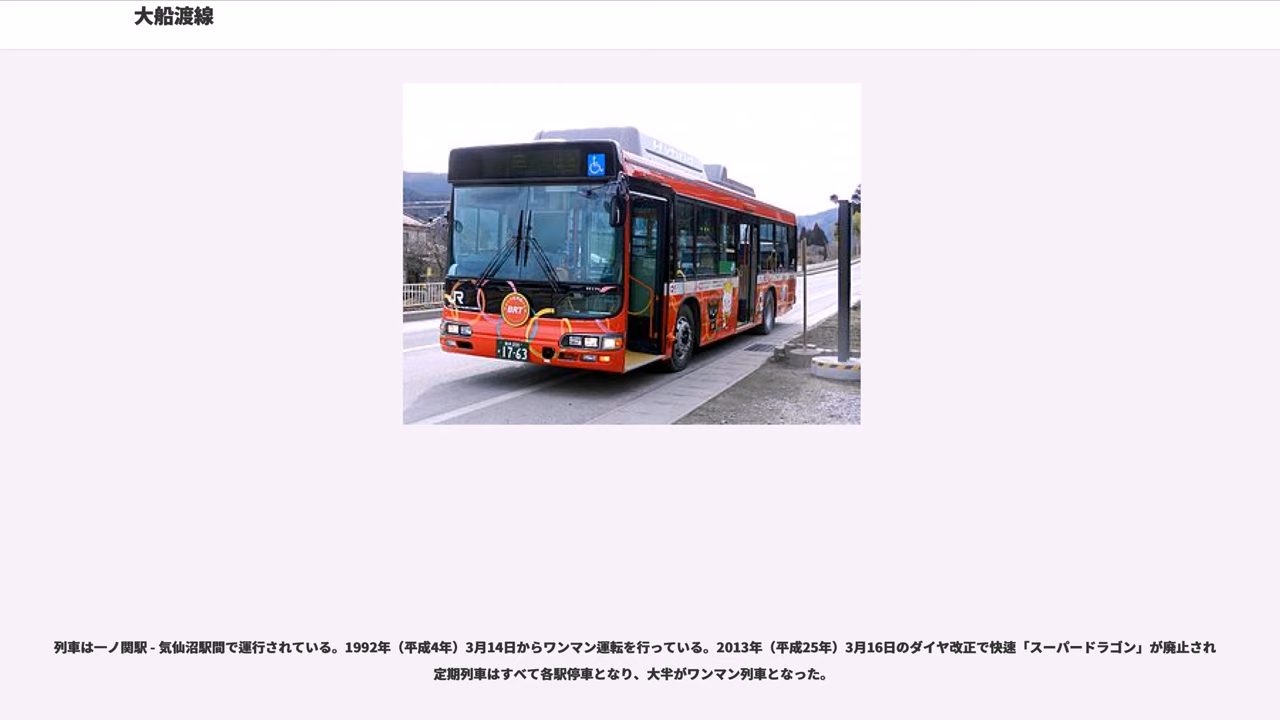 大船渡線
JR
BRT
17-63
列車は一ノ関駅 - 気仙沼駅間で運行されている。1992年（平成4年）3月14日からワンマン運転を行っている。2013年（平成25年）3月16日のダイヤ改正で快速「スーパードラゴン」が廃止され
定期列車はすべて各駅停車となり、大半がワンマン列車となった。